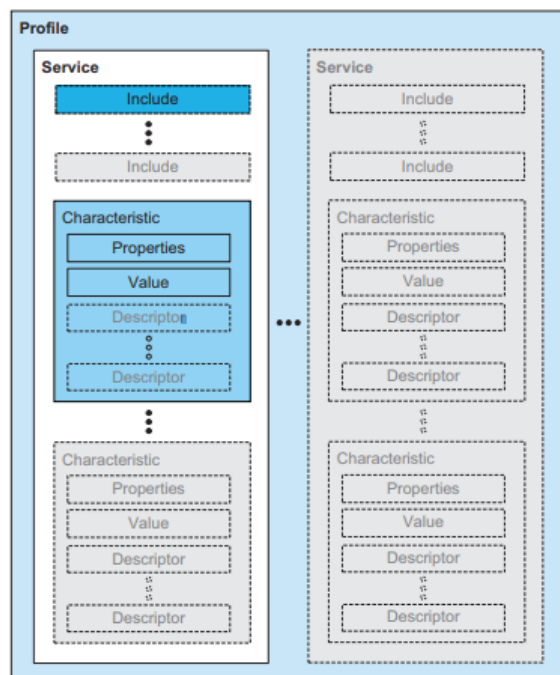 Profile
Service
Include
Include
Characteristic
Properties
Value
Descriptor
Descriptor
Characteristic
Properties
Value
Descriptor
Descriptor
Service
Include
Include
Characteristic
Properties
Value
Descriptor
Descriptor
Characteristic
Properties
Value
Descriptor
Descriptor